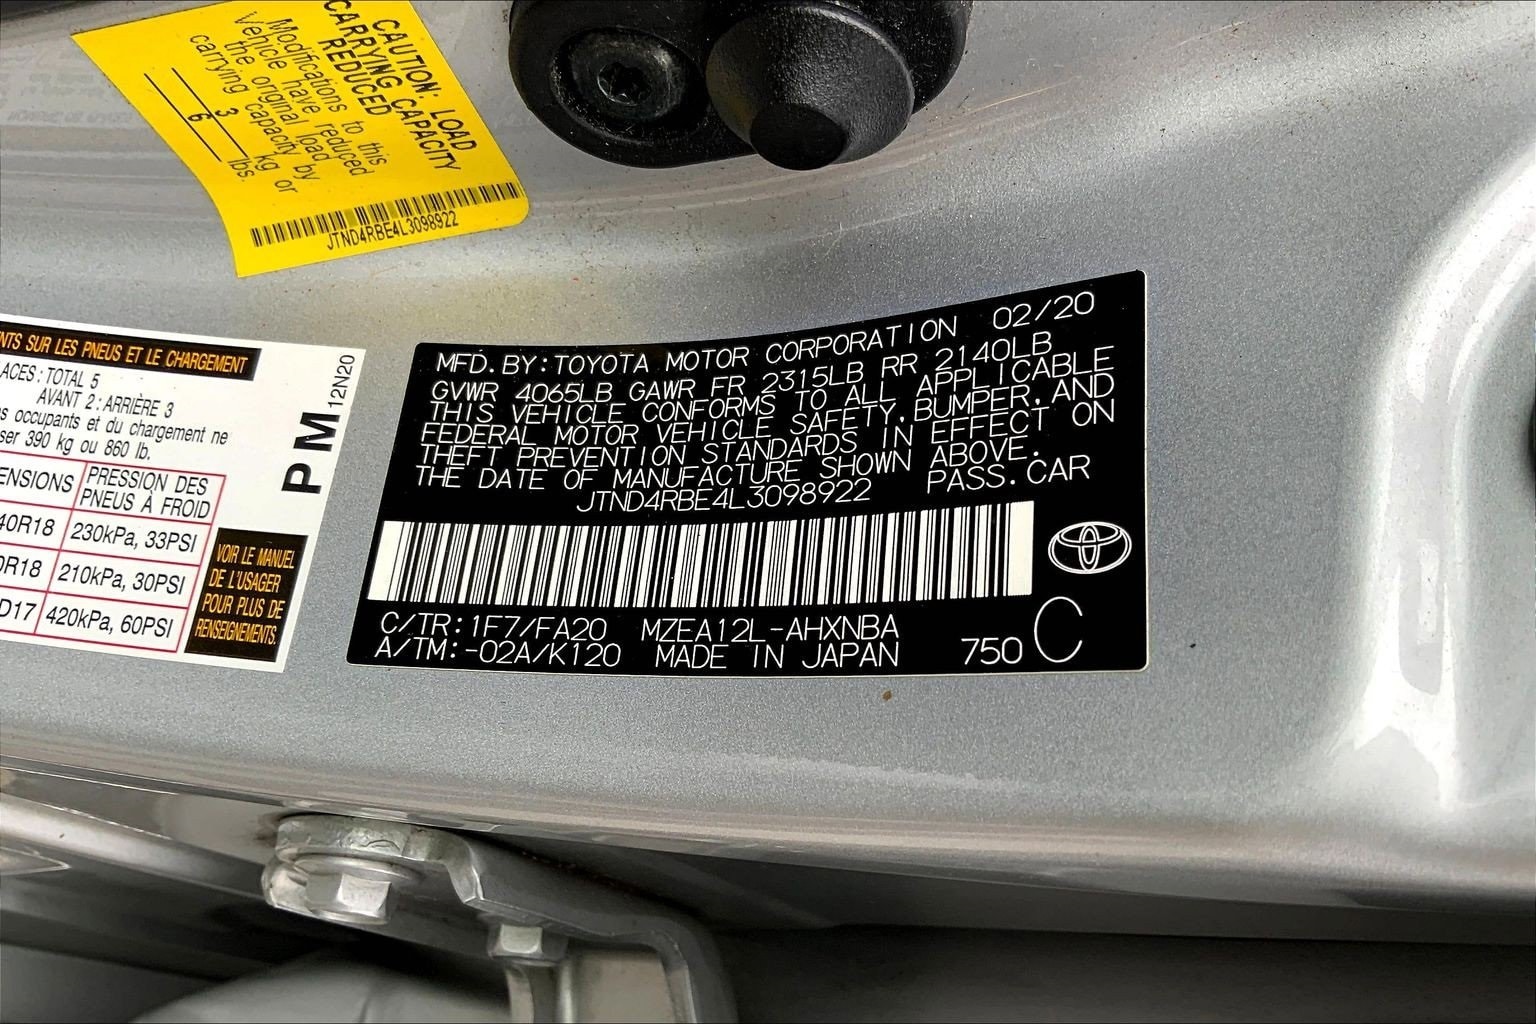 CAUTION: LOAD
CARRYING CAPACITY
REDUCED
Modifications to this
Vehicle have reduced
the original load
carrying capacity by
3 kg or
6 lbs.
JTND4RBE4L3098922
SUR LES PNEUS ET LE CHARGEMENT
TOTAL 5
AVANT 2: ARRIÈRE 3
occupants et du chargement ne
390 kg ou 860 lb.
PRESSION DES
PNEUS À FROID
40R18 230kPa, 33PSI
R18 210kPa, 30PSI
D17 420kPa, 60PSI
PM 12N20
VOIR LE MANUEL
DE L'USAGER
POUR PLUS DE
RENSEIGNEMENTS.
MFD. BY: TOYOTA MOTOR CORPORATION 02/20
GVWR 4065LB GAWR FR 2315LB RR 2140LB
THIS VEHICLE CONFORMS TO ALL APPLICABLE
FEDERAL MOTOR VEHICLE SAFETY, BUMPER, AND
THEFT PREVENTION STANDARDS IN EFFECT ON
THE DATE OF MANUFACTURE SHOWN ABOVE.
JTND4RBE4L3098922 PASS. CAR
C/TR: 1F7/FA20 MZEA12L-AHXNBA
A/TM: -02A/K120 MADE IN JAPAN 750 C